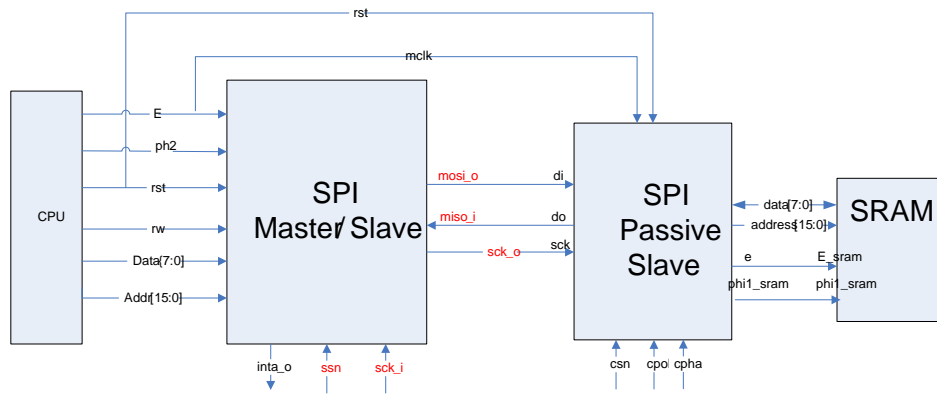 rst
mclk
E
ph2
rst
rw
Data[7:0]
Addr[15:0]
CPU
SPI
Master/ Slave
mosi_o
miso_i
sck_o
di
do
sck
SPI
Passive
Slave
data[7:0]
address[15:0]
e
E_sram
phi1_sram
phi1_sram
SRAM
inta_o
ssn
sck_i
csn
cpol
cpha